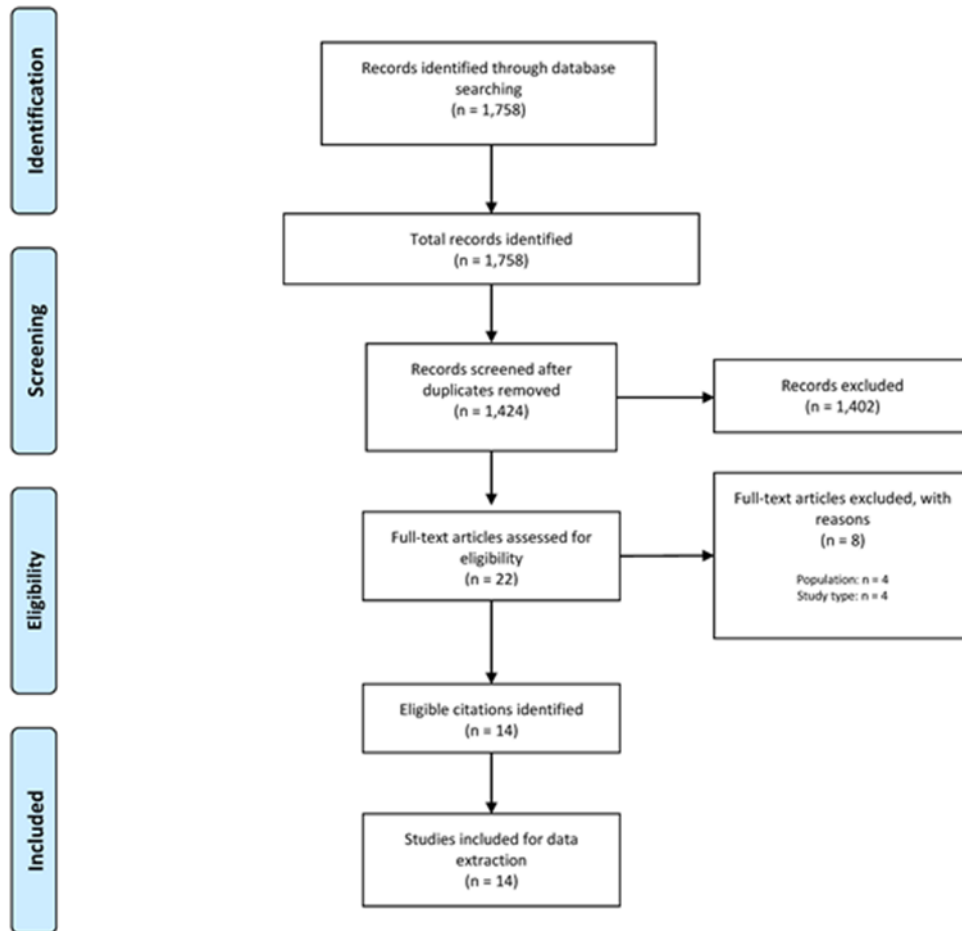 Identification
Records identified through database
searching
(n = 1,758)
Total records identified
(n = 1,758)
Screening
Records screened after
duplicates removed
(n = 1,424)
Records excluded
(n = 1,402)
Eligibility
Full-text articles assessed for
eligibility
(n = 22)
Full-text articles excluded, with
reasons
(n = 8)
Population: n = 4
Study type: n = 4
Eligible citations identified
(n = 14)
Included
Studies included for data
extraction
(n = 14)